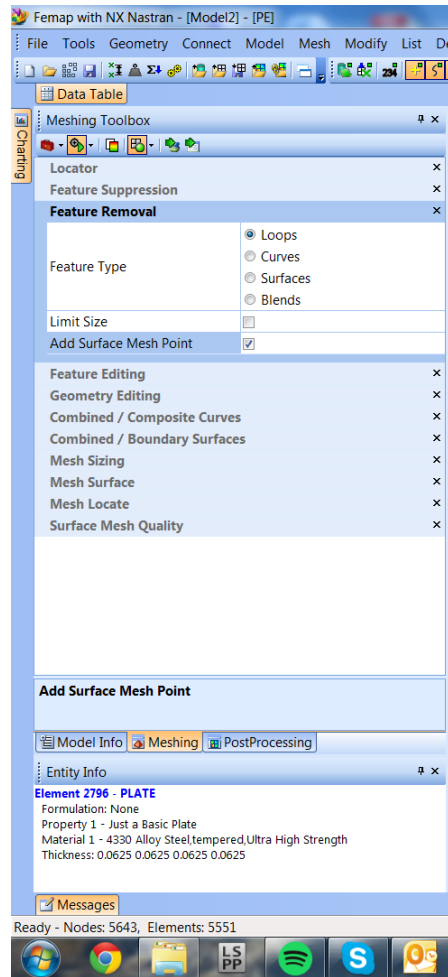 Femap with NX Nastran - [Model2] - [PE]
File Tools Geometry Connect Model Mesh Modify List
Data Table
Charting
Meshing Toolbox
Locator
Feature Suppression
Feature Removal
Feature Type
Loops
Curves
Surfaces
Blends
Limit Size
Add Surface Mesh Point
Feature Editing
Geometry Editing
Combined / Composite Curves
Combined / Boundary Surfaces
Mesh Sizing
Mesh Surface
Mesh Locate
Surface Mesh Quality
Add Surface Mesh Point
Model Info Meshing PostProcessing
Entity Info
Element 2796 - PLATE
Formulation: None
Property 1 - Just a Basic Plate
Material 1 - 4330 Alloy Steel,tempered,Ultra High Strength
Thickness: 0.0625 0.0625 0.0625 0.0625
Messages
Ready - Nodes: 5643, Elements: 5551
LS
PP